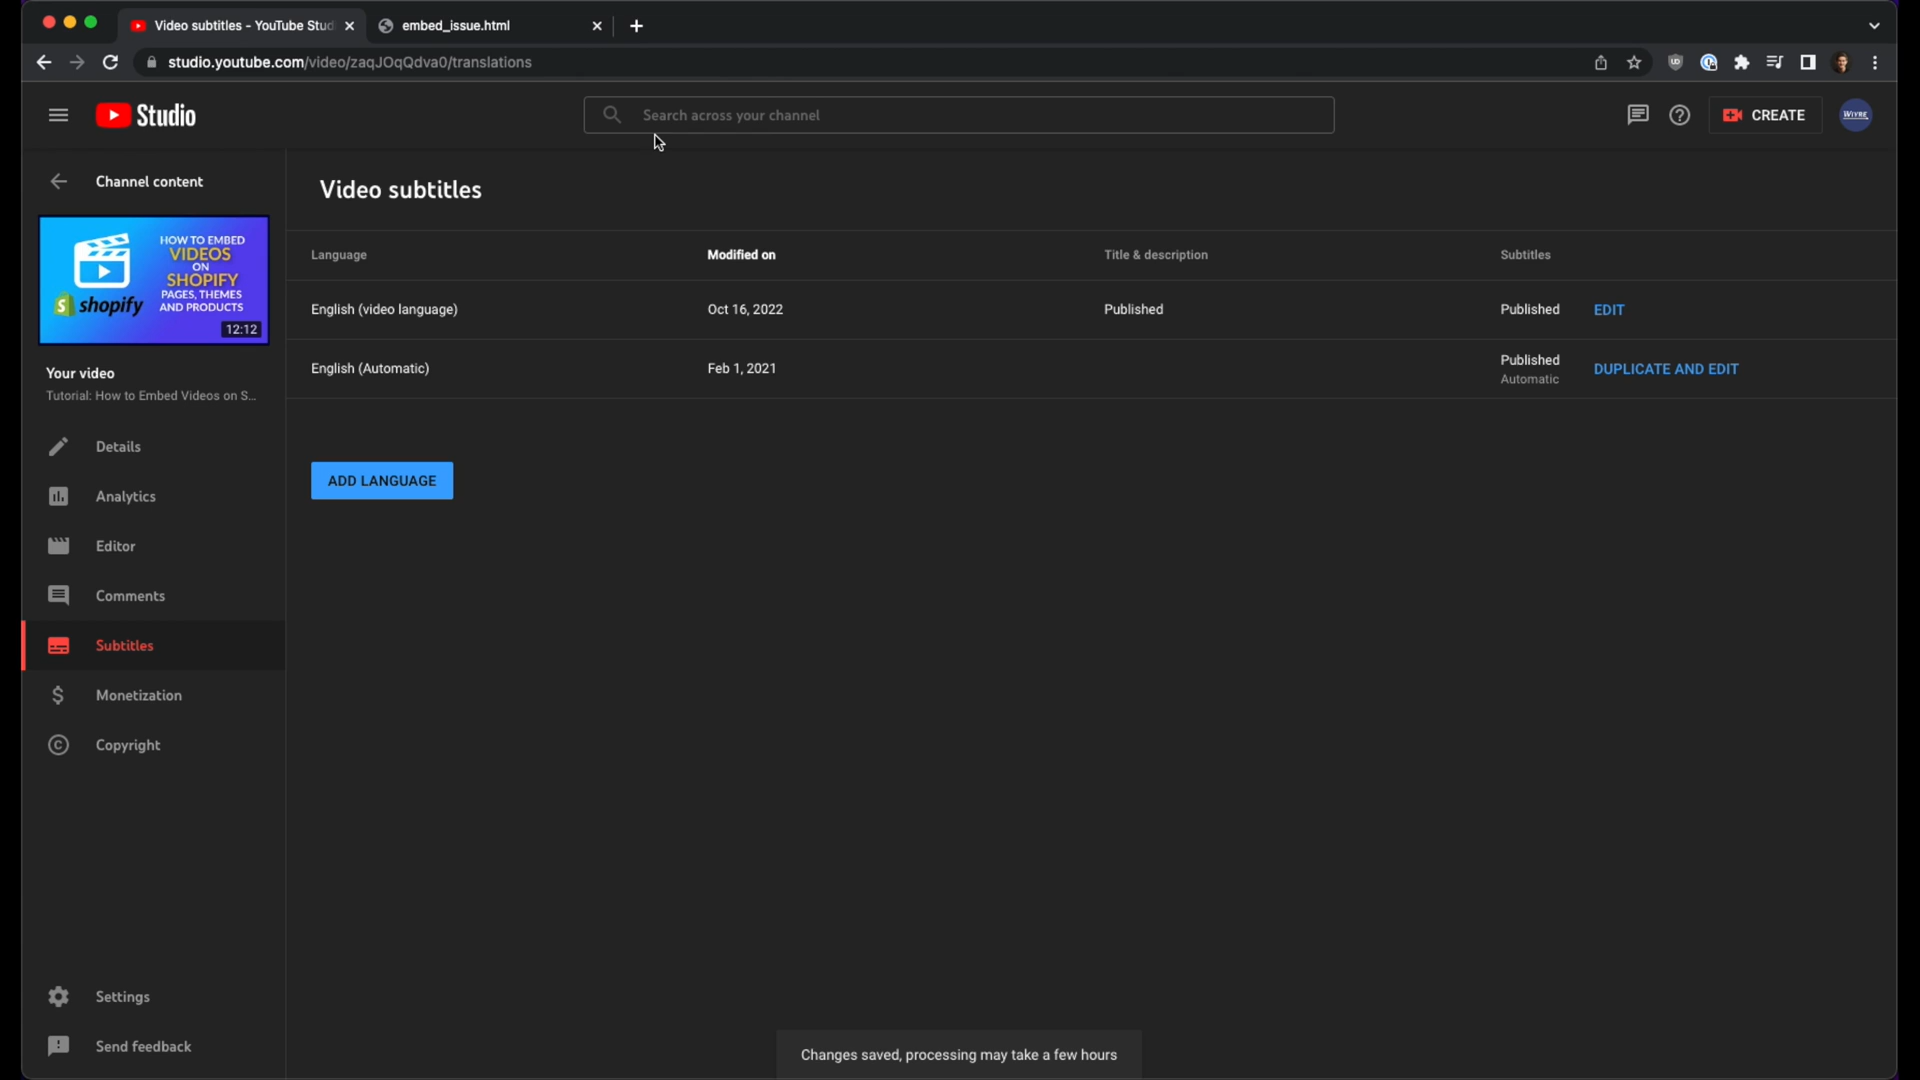 Video subtitles - YouTube Stud
embed_issue.html
studio.youtube.com/video/zaqJOqQdva0/translations
Studio
Search across your channel
CREATE
WIYRE
Channel content
HOW TO EMBED
VIDEOS
ON
SHOPIFY
PAGES, THEMES
AND PRODUCTS
shopify
12:12
Your video
Tutorial: How to Embed Videos on S...
Details
Analytics
Editor
Comments
Subtitles
Monetization
Copyright
Settings
Send feedback
Video subtitles
Language Modified on Title & description Subtitles
English (video language) Oct 16, 2022 Published Published EDIT
English (Automatic) Feb 1, 2021 Published DUPLICATE AND EDIT
Automatic
ADD LANGUAGE
Changes saved, processing may take a few hours